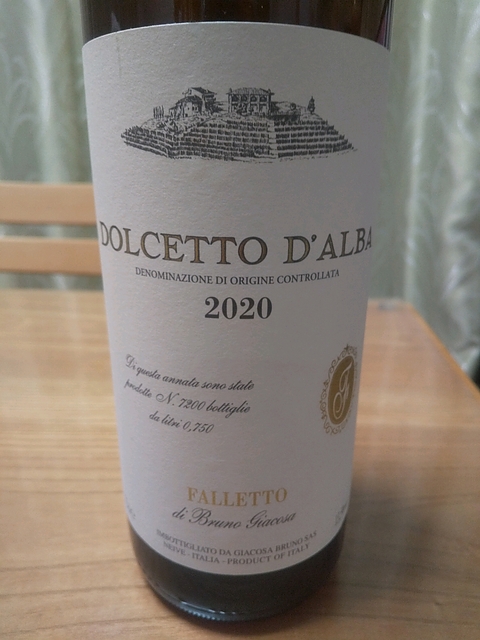 DOLCETTO D'ALBA
DENOMINAZIONE DI ORIGINE CONTROLLATA
2020
Di questa annata sono state
prodotte N. 7200 bottiglie
da litri 0,750
FALLETTO
di Bruno Giacosa
IMBOTTIGLIATO DA GIACOSA BRUNO SAS
NEIVE - ITALIA - PRODUCT OF ITALY